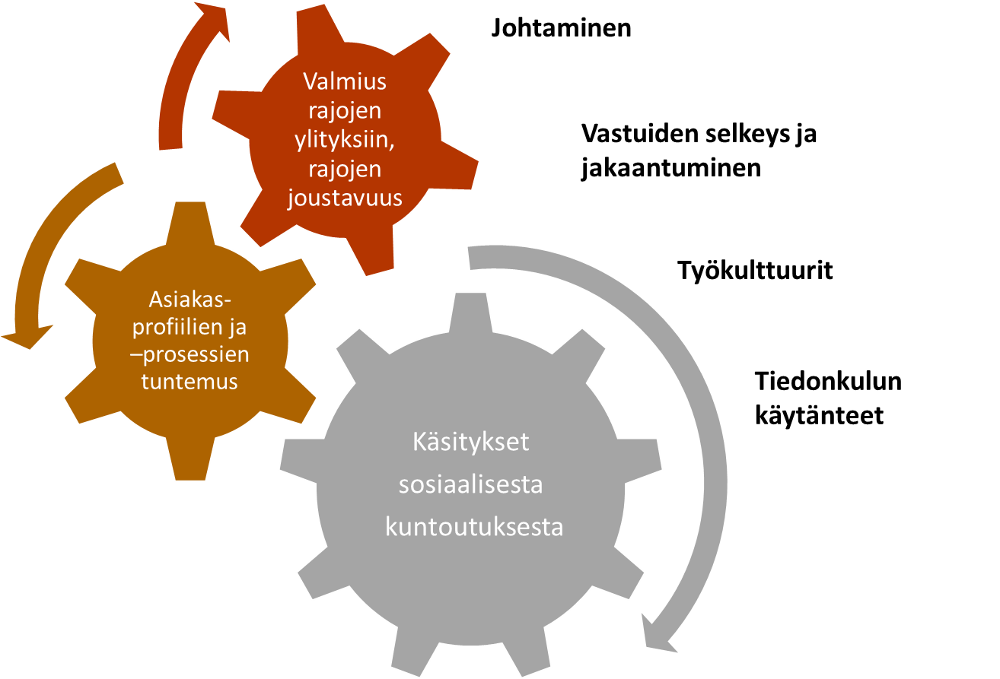 Johtaminen
Valmius
rajojen
ylityksiin,
rajojen
joustavuus
Vastuiden selkeys ja
jakaantuminen
Työkulttuurit
Asiakas-
profiilien ja
–prosessien
tuntemus
Tiedonkulun
käytänteet
Käsitykset
sosiaalisesta
kuntoutuksesta